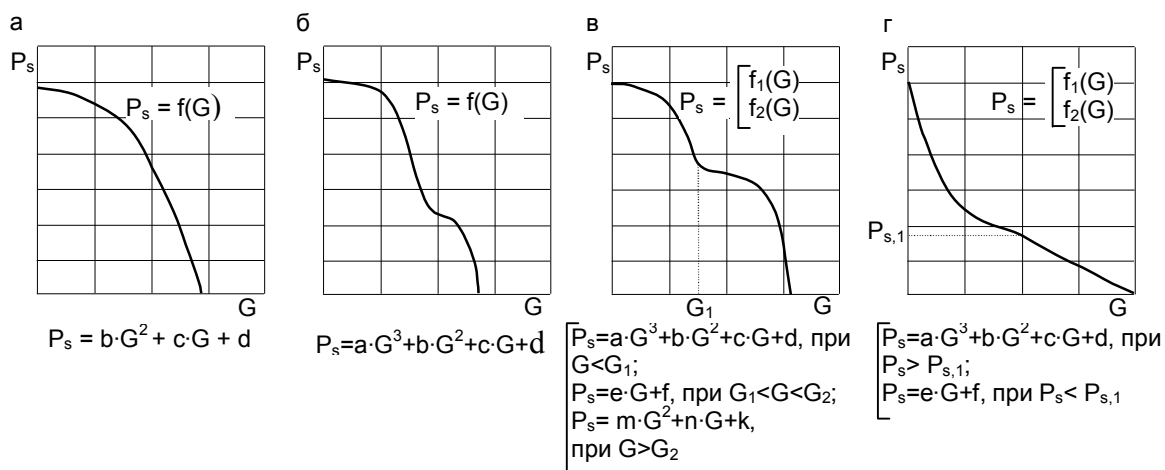 а
б
в
г
Pₛ
Pₛ = f(G)
G
Pₛ
Pₛ = f(G)
G
Pₛ
Pₛ = [f₁(G)
f₂(G)
G₁
G
Pₛ
Pₛ = [f₁(G)
f₂(G)
Pₛ,₁
G
Pₛ = b·G² + c·G + d
Pₛ=a·G³+b·G²+c·G+d
Pₛ=a·G³+b·G²+c·G+d, при
G<G₁;
Pₛ=e·G+f, при G₁<G<G₂;
Pₛ= m·G²+n·G+k,
при G>G₂
Pₛ=a·G³+b·G²+c·G+d, при
Pₛ> Pₛ,₁;
Pₛ=e·G+f, при Pₛ< Pₛ,₁